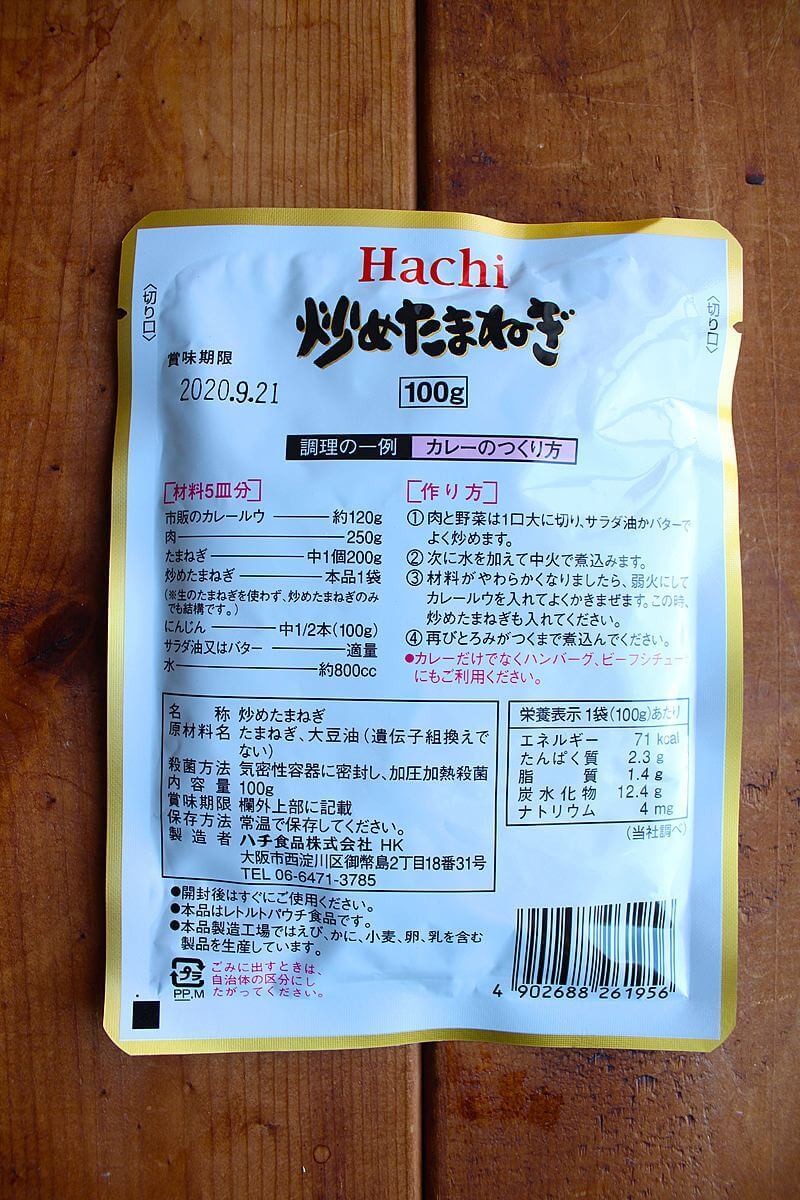 Hachi
炒めたまねぎ
〈切り口〉
〈切り口〉
賞味期限
2020.9.21
100g
調理の一例 カレーのつくり方
[材料5皿分]
市販のカレールウ ――― 約120g
肉 ――― 250g
たまねぎ ――― 中1個200g
炒めたまねぎ ――― 本品1袋
(※生のたまねぎを使わず、炒めたまねぎのみ
でも結構です。)
にんじん ――― 中1/2本(100g)
サラダ油又はバター ――― 適量
水 ――― 約800cc
[作り方]
①肉と野菜は1口大に切り、サラダ油かバターで
よく炒めます。
②次に水を加えて中火で煮込みます。
③材料がやわらかくなりましたら、弱火にして
カレールウを入れてよくかきまぜます。この時、
炒めたまねぎも入れてください。
④再びとろみがつくまで煮込んでください。
●カレーだけでなくハンバーグ、ビーフシチュー
にもご利用ください。
名称 炒めたまねぎ
原材料名 たまねぎ、大豆油(遺伝子組換えで
ない)
殺菌方法 気密性容器に密封し、加圧加熱殺菌
内容量 100g
賞味期限 欄外上部に記載
保存方法 常温で保存してください。
製造者 ハチ食品株式会社 HK
大阪市西淀川区御幣島2丁目18番31号
TEL 06-6471-3785
栄養表示1袋(100g)あたり
エネルギー 71 kcal
たんぱく質 2.3 g
脂質 1.4 g
炭水化物 12.4 g
ナトリウム 4 mg
(当社調べ)
●開封後はすぐにご使用ください。
●本品はレトルトパウチ食品です。
●本品製造工場ではえび、かに、小麦、卵、乳を含む
製品を生産しています。
プラ
PP,M
ごみに出すときは、
自治体の区分にし
たがってください。
4 902688 261956